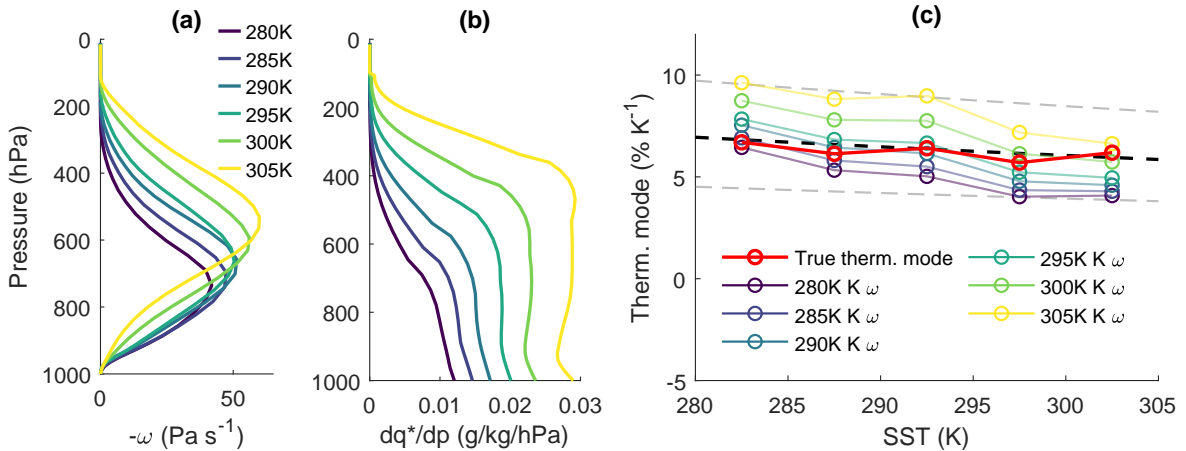 (a)
280K
285K
290K
295K
300K
305K
0
200
400
600
800
1000
Pressure (hPa)
0
50
-ω (Pa s⁻¹)
(b)
0
200
400
600
800
1000
0
0.01
0.02
0.03
dq*/dp (g/kg/hPa)
(c)
10
5
0
-5
Therm. mode (% K⁻¹)
True therm. mode
280K K ω
285K K ω
290K K ω
295K K ω
300K K ω
305K K ω
280
285
290
295
300
305
SST (K)